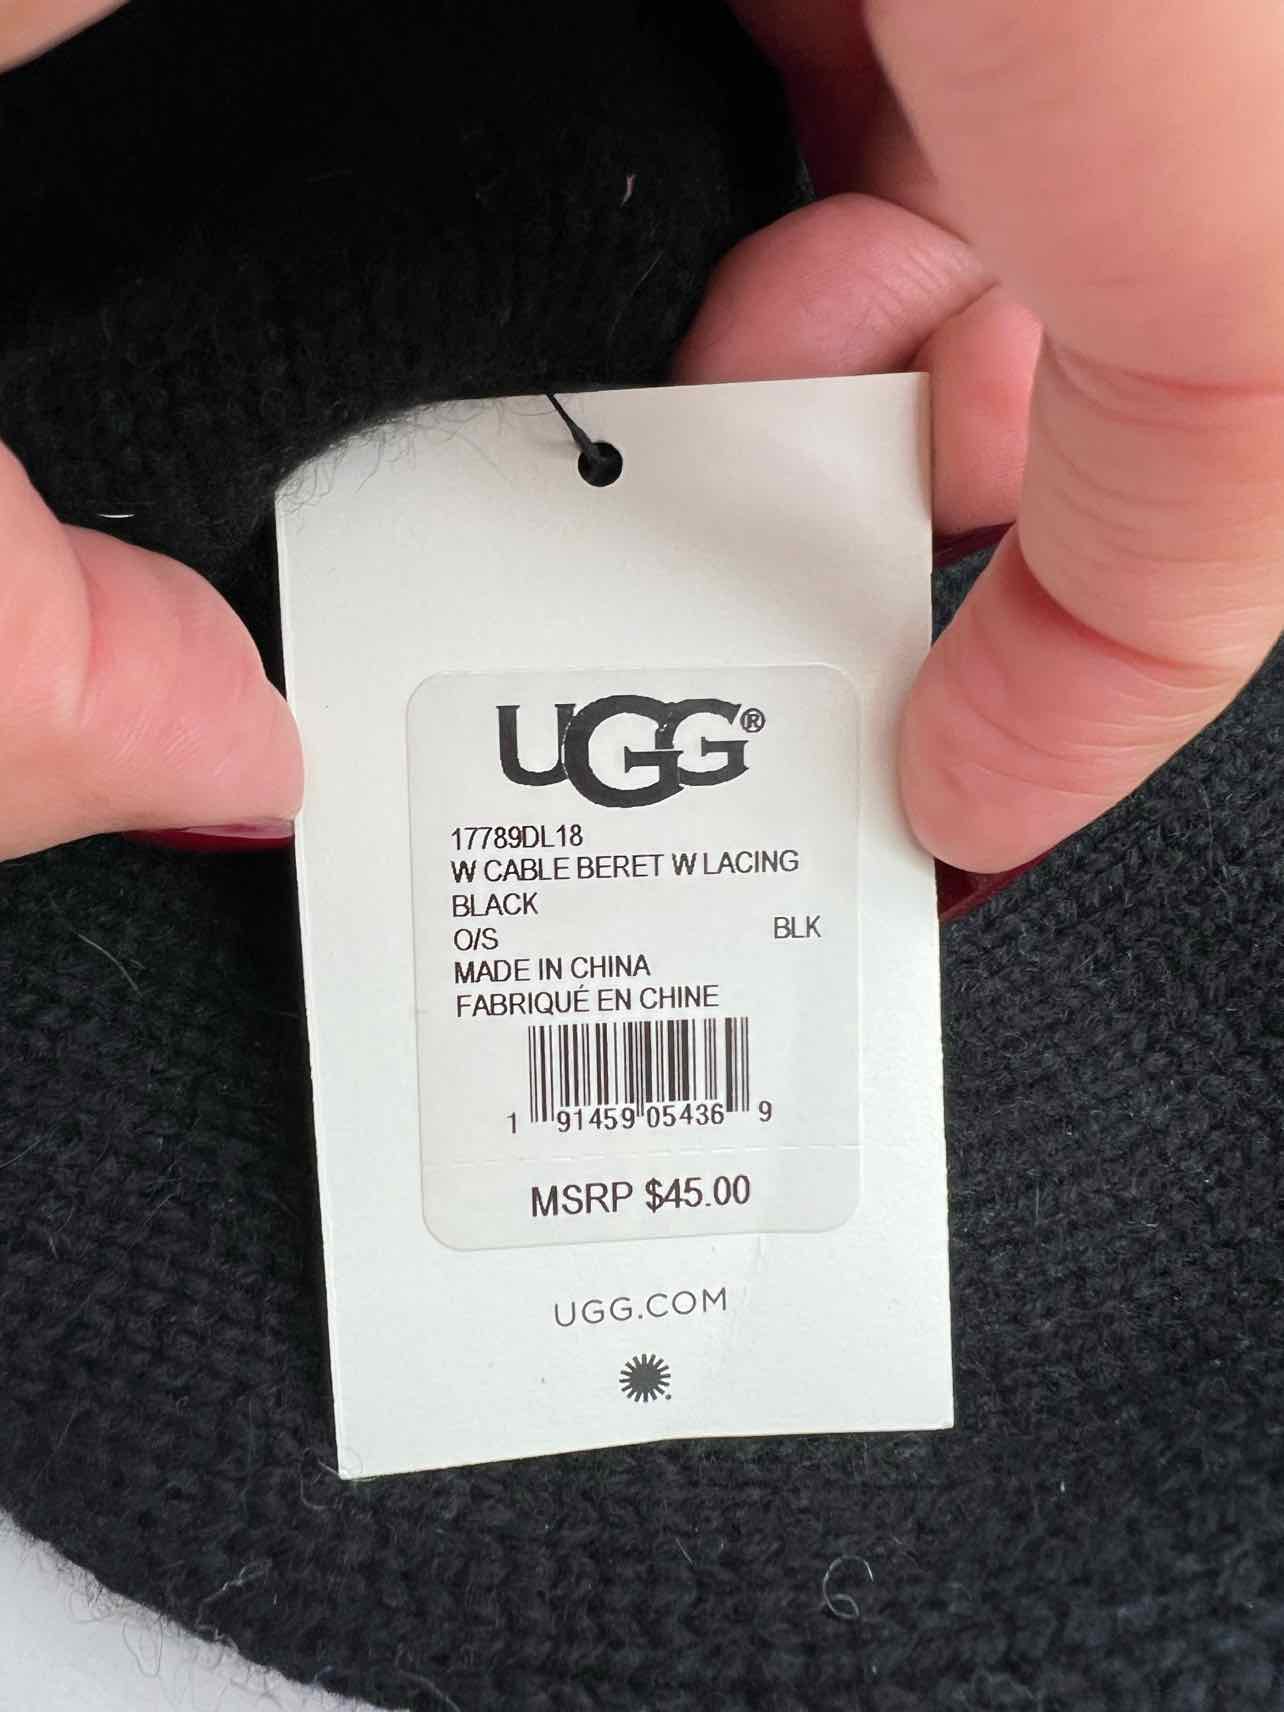 UGG®
17789DL18
W CABLE BERET W LACING
BLACK
O/S BLK
MADE IN CHINA
FABRIQUÉ EN CHINE
1 91459 05436 9
MSRP $45.00
UGG.COM